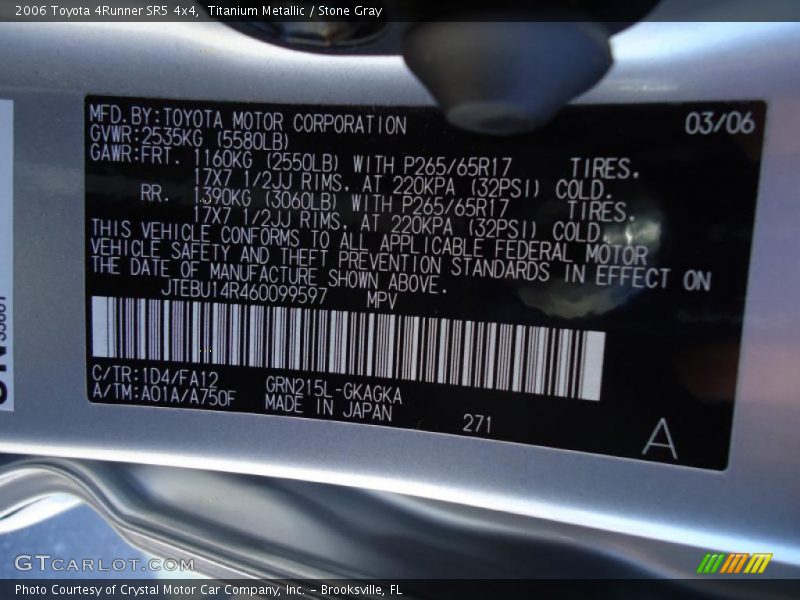 2006 Toyota 4Runner SR5 4x4, Titanium Metallic / Stone Gray
MFD.BY:TOYOTA MOTOR CORPORATION 03/06
GVWR:2535KG (5580LB)
GAWR:FRT. 1160KG (2550LB) WITH P265/65R17 TIRES.
17X7 1/2JJ RIMS. AT 220KPA (32PSI) COLD.
RR. 1390KG (3060LB) WITH P265/65R17 TIRES.
17X7 1/2JJ RIMS. AT 220KPA (32PSI) COLD.
THIS VEHICLE CONFORMS TO ALL APPLICABLE FEDERAL MOTOR
VEHICLE SAFETY AND THEFT PREVENTION STANDARDS IN EFFECT ON
THE DATE OF MANUFACTURE SHOWN ABOVE.
JTEBU14R460099597 MPV
C/TR:1D4/FA12 GRN215L-GKAGKA
A/TM:A01A/A750F MADE IN JAPAN 271 A
GTCARLOT.COM
Photo Courtesy of Crystal Motor Car Company, Inc. - Brooksville, FL